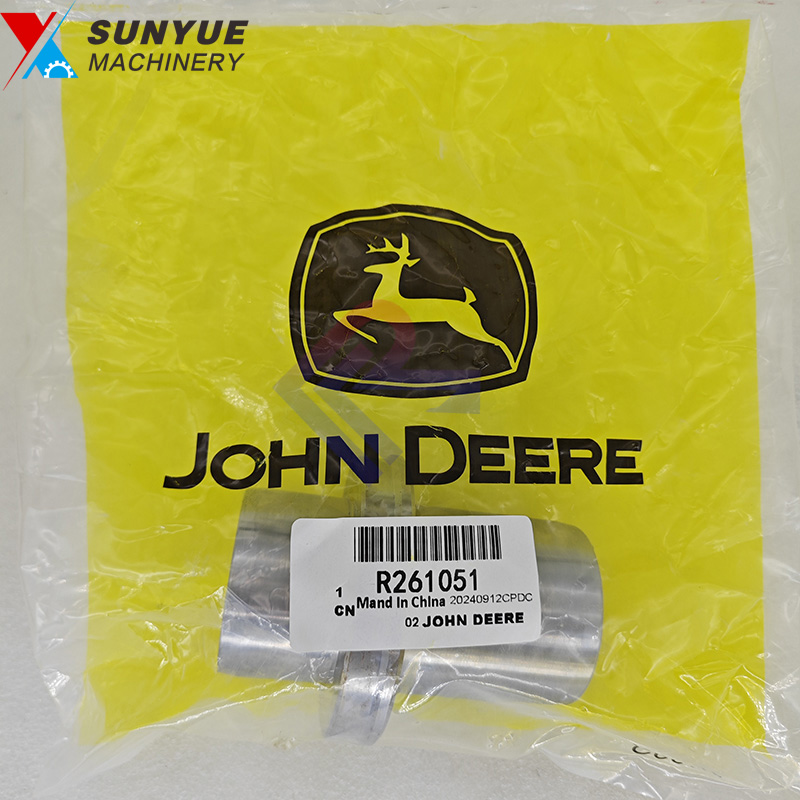 SUNYUE
MACHINERY
JOHN DEERE
R261051
1
CN
Mand In China 20240912CPDC
02 JOHN DEERE